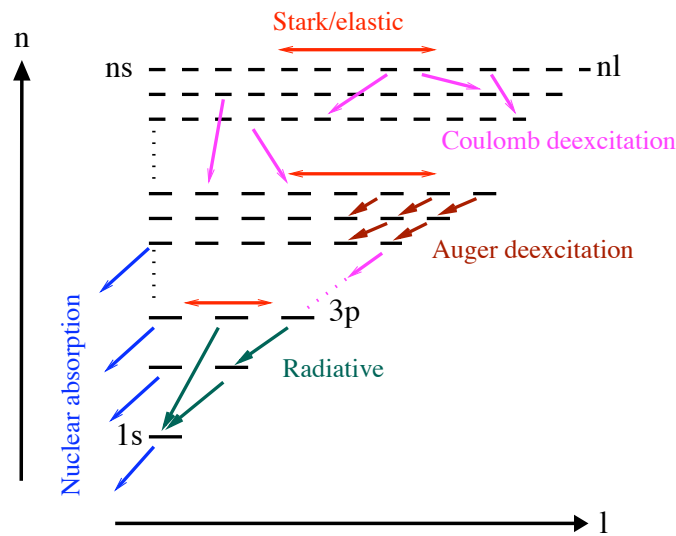 Stark/elastic
n
ns
nl
Coulomb deexcitation
Auger deexcitation
3p
Radiative
Nuclear absorption
1s
l